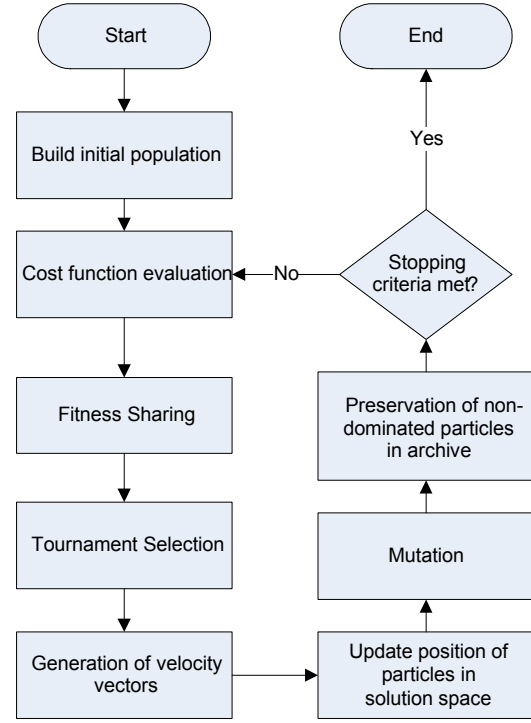 Start
Build initial population
Cost function evaluation
Fitness Sharing
Tournament Selection
Generation of velocity
vectors
Update position of
particles in
solution space
Mutation
Preservation of non-
dominated particles
in archive
Stopping
criteria met?
No
Yes
End